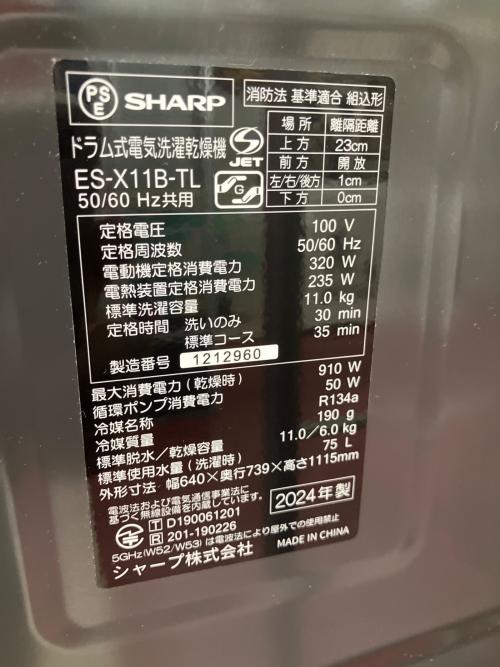 PSE SHARP
消防法 基準適合 組込形
場所 離隔距離
上方 23cm
前方 開放
左/右/後方 1cm
下方 0cm
ドラム式電気洗濯乾燥機
S-JET
ES-X11B-TL
50/60 Hz共用
定格電圧 100 V
定格周波数 50/60 Hz
電動機定格消費電力 320 W
電熱装置定格消費電力 235 W
標準洗濯容量 11.0 kg
定格時間 洗いのみ 30 min
標準コース 35 min
製造番号 1212960
最大消費電力(乾燥時) 910 W
循環ポンプ消費電力 50 W
冷媒名称 R134a
冷媒質量 190 g
標準脱水/乾燥容量 11.0/6.0 kg
標準使用水量(洗濯時) 75 L
外形寸法 幅640×奥行739×高さ1115mm
電波法および電気通信事業法に
基づく無線設備を内蔵しています。
T D190061201
R 201-190226
2024年製
5GHz(W52/W53)は電波法により屋外での使用禁止
シャープ株式会社
MADE IN CHINA